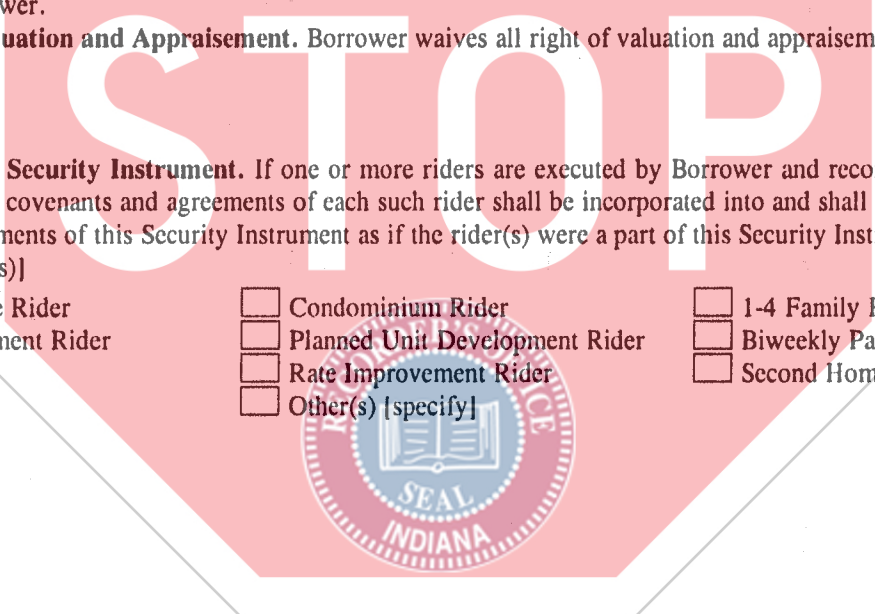 wer.
uation and Appraisement. Borrower waives all right of valuation and appraisem
STOP
Security Instrument. If one or more riders are executed by Borrower and reco
covenants and agreements of each such rider shall be incorporated into and shall
ments of this Security Instrument as if the rider(s) were a part of this Security Inst
s)]
Rider Condominium Rider 1-4 Family
ment Rider Planned Unit Development Rider Biweekly Pa
Rate Improvement Rider Second Hom
Other(s) [specify]
RECORDER'S OFFICE
SEAL
INDIANA